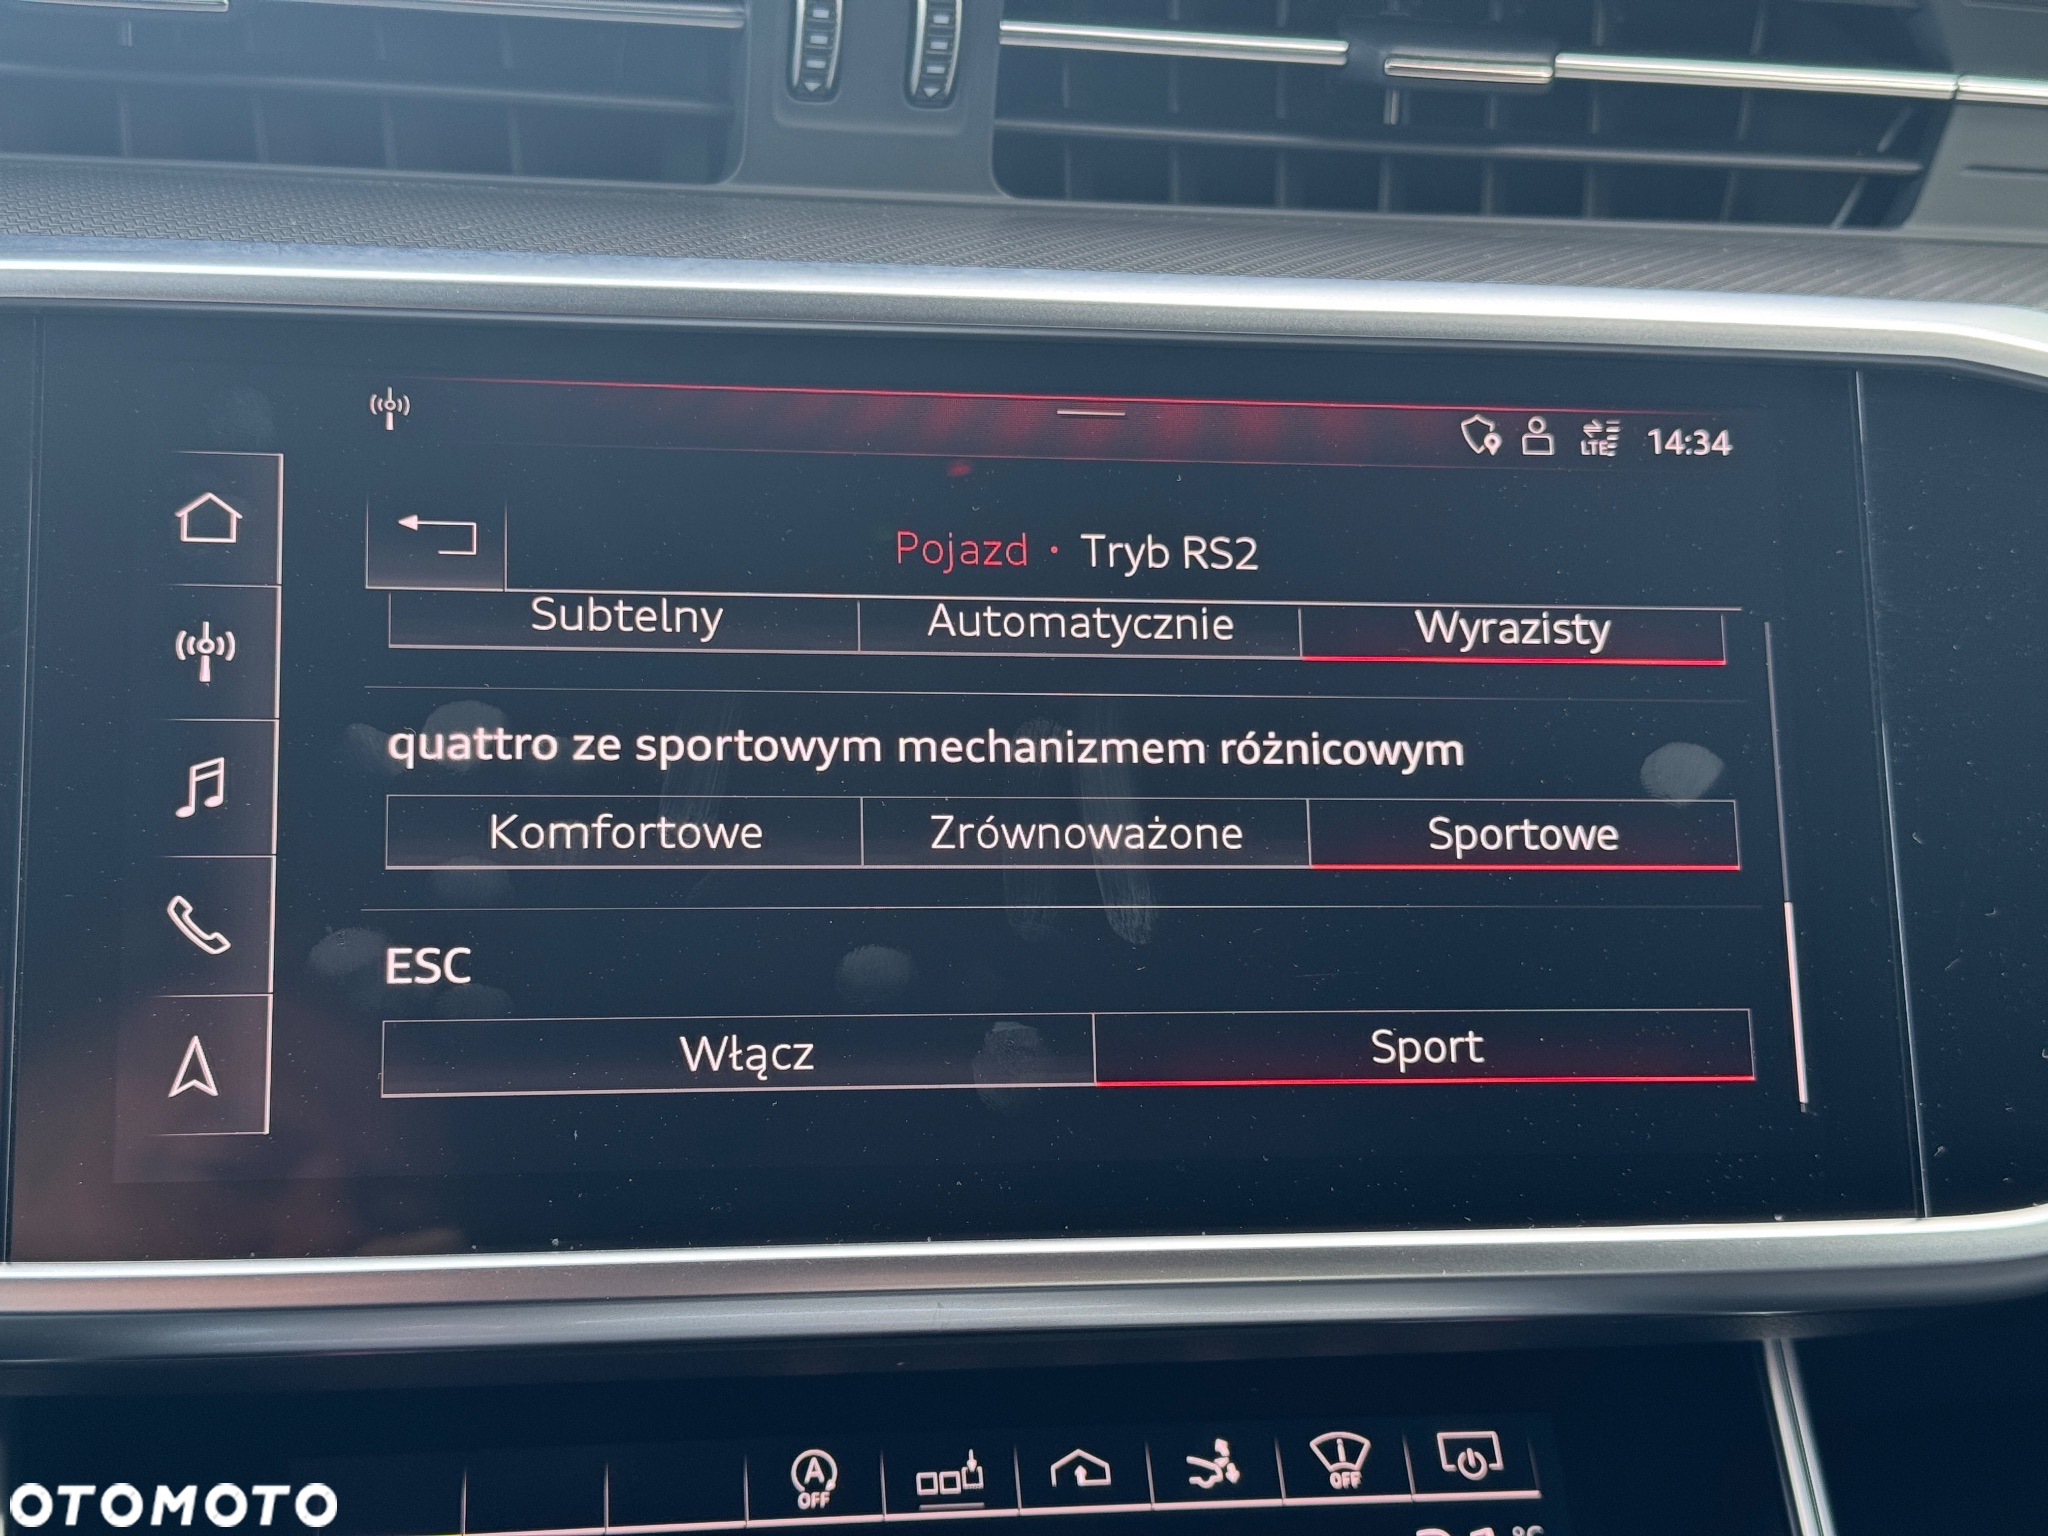 LTE 14:34
Pojazd • Tryb RS2
Subtelny Automatycznie Wyrazisty
quattro ze sportowym mechanizmem różnicowym
Komfortowe Zrównoważone Sportowe
ESC
Włącz Sport
A OFF OFF
°C
OTOMOTO